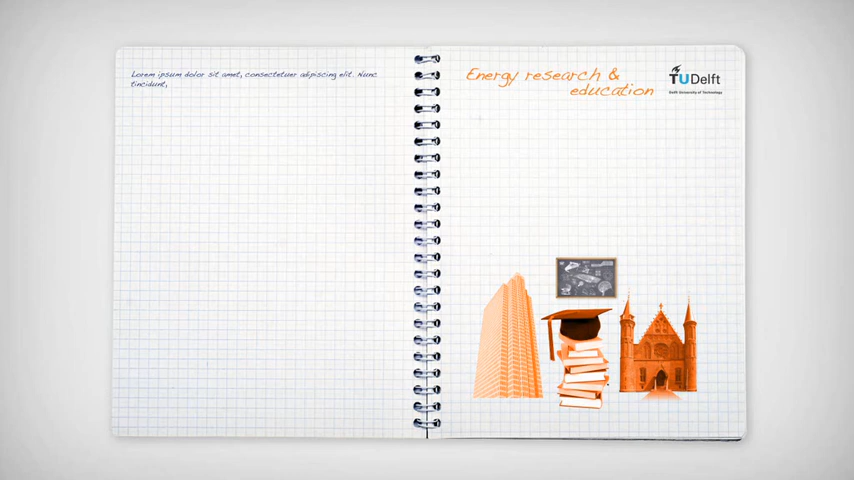 Lorem ipsum dolor sit amet, consectetuer adipiscing elit. Nunc
tincidunt,
Energy research &
education
TUDelft
Delft University of Technology